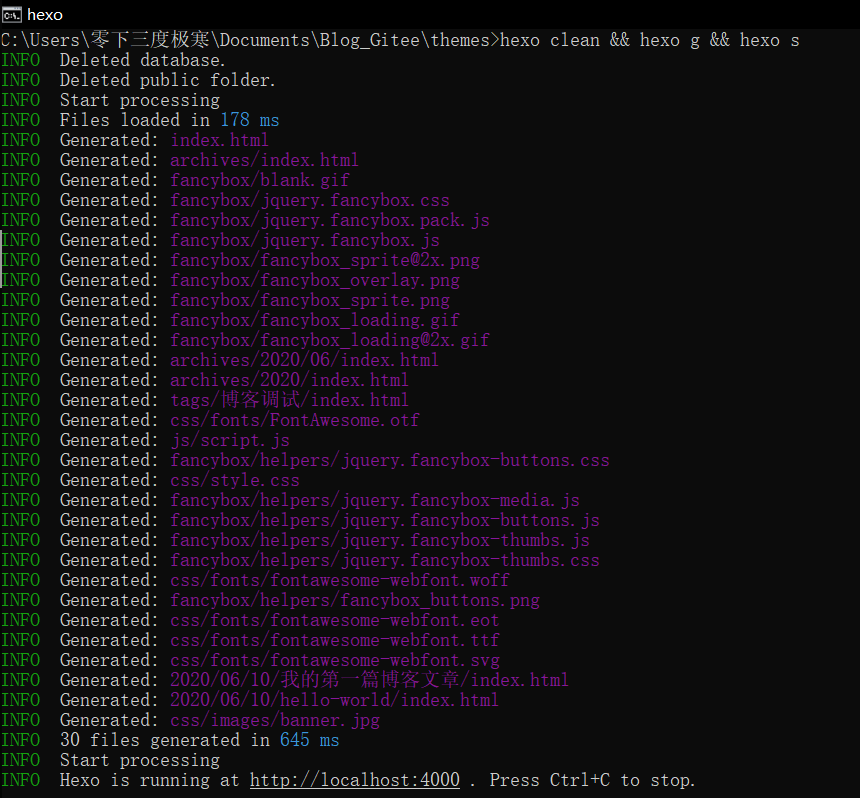 hexo
C:\Users\零下三度极寒\Documents\Blog_Gitee\themes>hexo clean && hexo g && hexo s
INFO  Deleted database.
INFO  Deleted public folder.
INFO  Start processing
INFO  Files loaded in 178 ms
INFO  Generated: index.html
INFO  Generated: archives/index.html
INFO  Generated: fancybox/blank.gif
INFO  Generated: fancybox/jquery.fancybox.css
INFO  Generated: fancybox/jquery.fancybox.pack.js
INFO  Generated: fancybox/jquery.fancybox.js
INFO  Generated: fancybox/fancybox_sprite@2x.png
INFO  Generated: fancybox/fancybox_overlay.png
INFO  Generated: fancybox/fancybox_sprite.png
INFO  Generated: fancybox/fancybox_loading.gif
INFO  Generated: fancybox/fancybox_loading@2x.gif
INFO  Generated: archives/2020/06/index.html
INFO  Generated: archives/2020/index.html
INFO  Generated: tags/博客调试/index.html
INFO  Generated: css/fonts/FontAwesome.otf
INFO  Generated: js/script.js
INFO  Generated: fancybox/helpers/jquery.fancybox-buttons.css
INFO  Generated: css/style.css
INFO  Generated: fancybox/helpers/jquery.fancybox-media.js
INFO  Generated: fancybox/helpers/jquery.fancybox-buttons.js
INFO  Generated: fancybox/helpers/jquery.fancybox-thumbs.js
INFO  Generated: fancybox/helpers/jquery.fancybox-thumbs.css
INFO  Generated: css/fonts/fontawesome-webfont.woff
INFO  Generated: fancybox/helpers/fancybox_buttons.png
INFO  Generated: css/fonts/fontawesome-webfont.eot
INFO  Generated: css/fonts/fontawesome-webfont.ttf
INFO  Generated: css/fonts/fontawesome-webfont.svg
INFO  Generated: 2020/06/10/我的第一篇博客文章/index.html
INFO  Generated: 2020/06/10/hello-world/index.html
INFO  Generated: css/images/banner.jpg
INFO  30 files generated in 645 ms
INFO  Start processing
INFO  Hexo is running at http://localhost:4000 . Press Ctrl+C to stop.